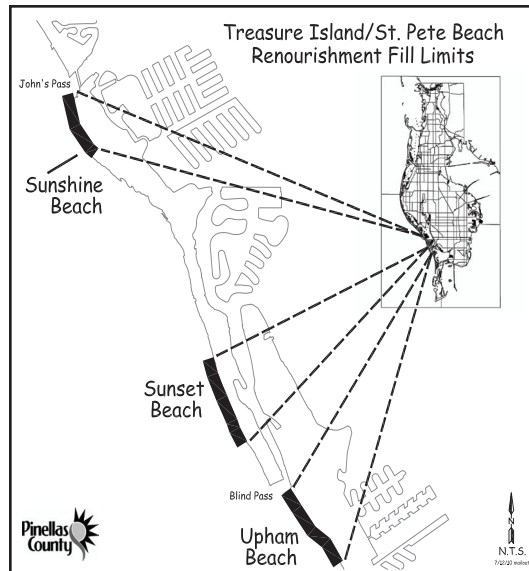 Treasure Island/St. Pete Beach
Renourishment Fill Limits
John's Pass
Sunshine
Beach
Sunset
Beach
Blind Pass
Upham
Beach
Pinellas
County
N
N.T.S.